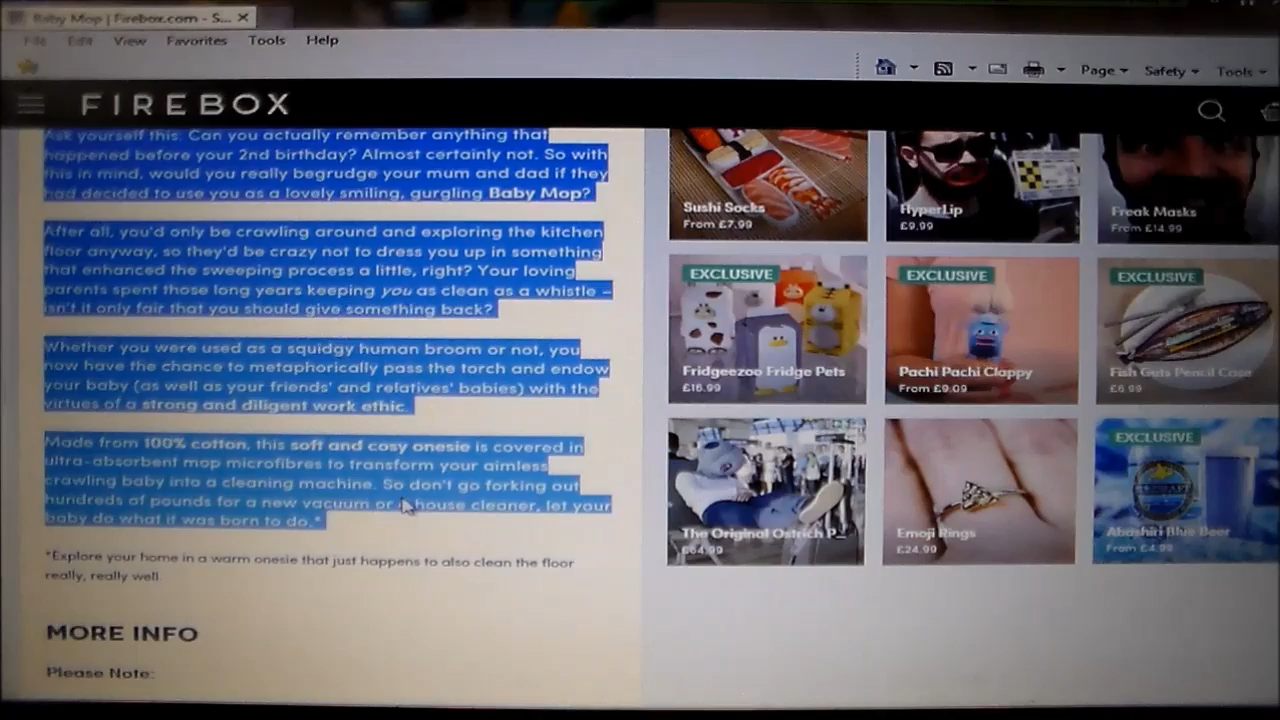 Baby Mop | Firebox.com - S...
File Edit View Favorites Tools Help
Page Safety Tools
FIREBOX
Ask yourself this. Can you actually remember anything that
happened before your 2nd birthday? Almost certainly not. So with
this in mind, would you really begrudge your mum and dad if they
had decided to use you as a lovely smiling, gurgling Baby Mop?
After all, you'd only be crawling around and exploring the kitchen
floor anyway, so they'd be crazy not to dress you up in something
that enhanced the sweeping process a little, right? Your loving
parents spent those long years keeping you as clean as a whistle –
isn't it only fair that you should give something back?
Whether you were used as a squidgy human broom or not, you
now have the chance to metaphorically pass the torch and endow
your baby (as well as your friends' and relatives' babies) with the
virtues of a strong and diligent work ethic.
Made from 100% cotton, this soft and cosy onesie is covered in
ultra-absorbent mop microfibres to transform your aimless
crawling baby into a cleaning machine. So don't go forking out
hundreds of pounds for a new vacuum or a house cleaner, let your
baby do what it was born to do.*
*Explore your home in a warm onesie that just happens to also clean the floor
really, really well.
MORE INFO
Please Note:
Sushi Socks
From £7.99
HyperLip
£9.99
Freak Masks
From £14.99
EXCLUSIVE
Fridgeezoo Fridge Pets
£16.99
EXCLUSIVE
Pachi Pachi Clappy
From £9.09
EXCLUSIVE
Fish Guts Pencil Case
£6.99
The Original Ostrich P...
£64.99
Emoji Rings
£24.99
EXCLUSIVE
Abashiri Blue Beer
From £4.99